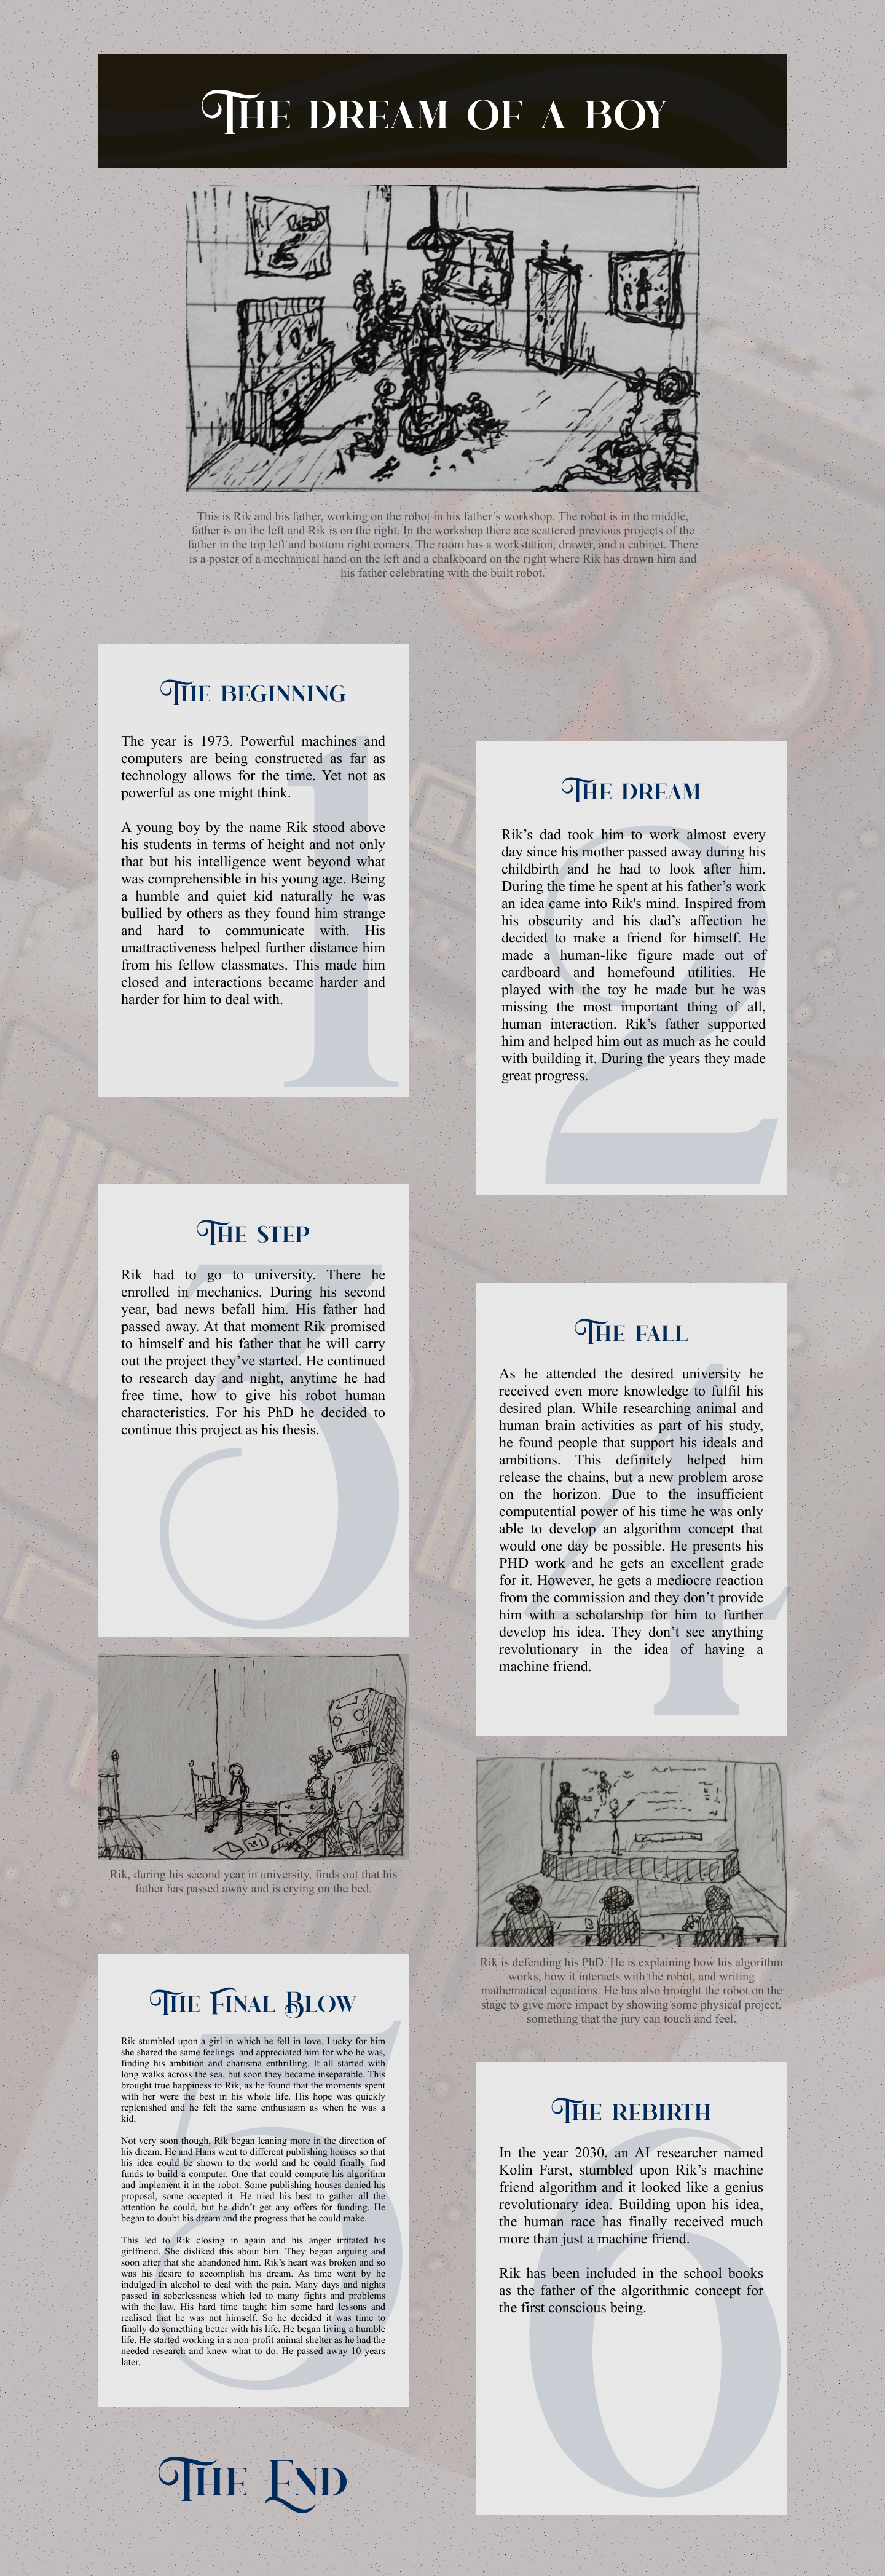 The dream of a boy
This is Rik and his father, working on the robot in his father's workshop. The robot is in the middle,
father is on the left and Rik is on the right. In the workshop there are scattered previous projects of the
father in the top left and bottom right corners. The room has a workstation, drawer, and a cabinet. There
is a poster of a mechanical hand on the left and a chalkboard on the right where Rik has drawn him and
his father celebrating with the built robot.
The beginning
The year is 1973. Powerful machines and
computers are being constructed as far as
technology allows for the time. Yet not as
powerful as one might think.
A young boy by the name Rik stood above
his students in terms of height and not only
that but his intelligence went beyond what
was comprehensible in his young age. Being
a humble and quiet kid naturally he was
bullied by others as they found him strange
and hard to communicate with. His
unattractiveness helped further distance him
from his fellow classmates. This made him
closed and interactions became harder and
harder for him to deal with.
1
The dream
Rik's dad took him to work almost every
day since his mother passed away during his
childbirth and he had to look after him.
During the time he spent at his father's work
an idea came into Rik's mind. Inspired from
his obscurity and his dad's affection he
decided to make a friend for himself. He
made a human-like figure made out of
cardboard and homefound utilities. He
played with the toy he made but he was
missing the most important thing of all,
human interaction. Rik's father supported
him and helped him out as much as he could
with building it. During the years they made
great progress.
2
The step
Rik had to go to university. There he
enrolled in mechanics. During his second
year, bad news befall him. His father had
passed away. At that moment Rik promised
to himself and his father that he will carry
out the project they've started. He continued
to research day and night, anytime he had
free time, how to give his robot human
characteristics. For his PhD he decided to
continue this project as his thesis.
3
Rik, during his second year in university, finds out that his
father has passed away and is crying on the bed.
The fall
As he attended the desired university he
received even more knowledge to fulfil his
desired plan. While researching animal and
human brain activities as part of his study,
he found people that support his ideals and
ambitions. This definitely helped him
release the chains, but a new problem arose
on the horizon. Due to the insufficient
computential power of his time he was only
able to develop an algorithm concept that
would one day be possible. He presents his
PHD work and he gets an excellent grade
for it. However, he gets a mediocre reaction
from the commission and they don't provide
him with a scholarship for him to further
develop his idea. They don't see anything
revolutionary in the idea of having a
machine friend.
4
Rik is defending his PhD. He is explaining how his algorithm
works, how it interacts with the robot, and writing
mathematical equations. He has also brought the robot on the
stage to give more impact by showing some physical project,
something that the jury can touch and feel.
The Final Blow
Rik stumbled upon a girl in which he fell in love. Lucky for him
she shared the same feelings and appreciated him for who he was,
finding his ambition and charisma enthrilling. It all started with
long walks across the sea, but soon they became inseparable. This
brought true happiness to Rik, as he found that the moments spent
with her were the best in his whole life. His hope was quickly
replenished and he felt the same enthusiasm as when he was a
kid.
Not very soon though, Rik began leaning more in the direction of
his dream. He and Hans went to different publishing houses so that
his idea could be shown to the world and he could finally find
funds to build a computer. One that could compute his algorithm
and implement it in the robot. Some publishing houses denied his
proposal, some accepted it. He tried his best to gather all the
attention he could, but he didn't get any offers for funding. He
began to doubt his dream and the progress that he could make.
This led to Rik closing in again and his anger irritated his
girlfriend. She disliked this about him. They began arguing and
soon after that she abandoned him. Rik's heart was broken and so
was his desire to accomplish his dream. As time went by he
indulged in alcohol to deal with the pain. Many days and nights
passed in soberlessness which led to many fights and problems
with the law. His hard time taught him some hard lessons and
realised that he was not himself. So he decided it was time to
finally do something better with his life. He began living a humble
life. He started working in a non-profit animal shelter as he had the
needed research and knew what to do. He passed away 10 years
later.
5
The rebirth
In the year 2030, an AI researcher named
Kolin Farst, stumbled upon Rik's machine
friend algorithm and it looked like a genius
revolutionary idea. Building upon his idea,
the human race has finally received much
more than just a machine friend.
Rik has been included in the school books
as the father of the algorithmic concept for
the first conscious being.
6
The End